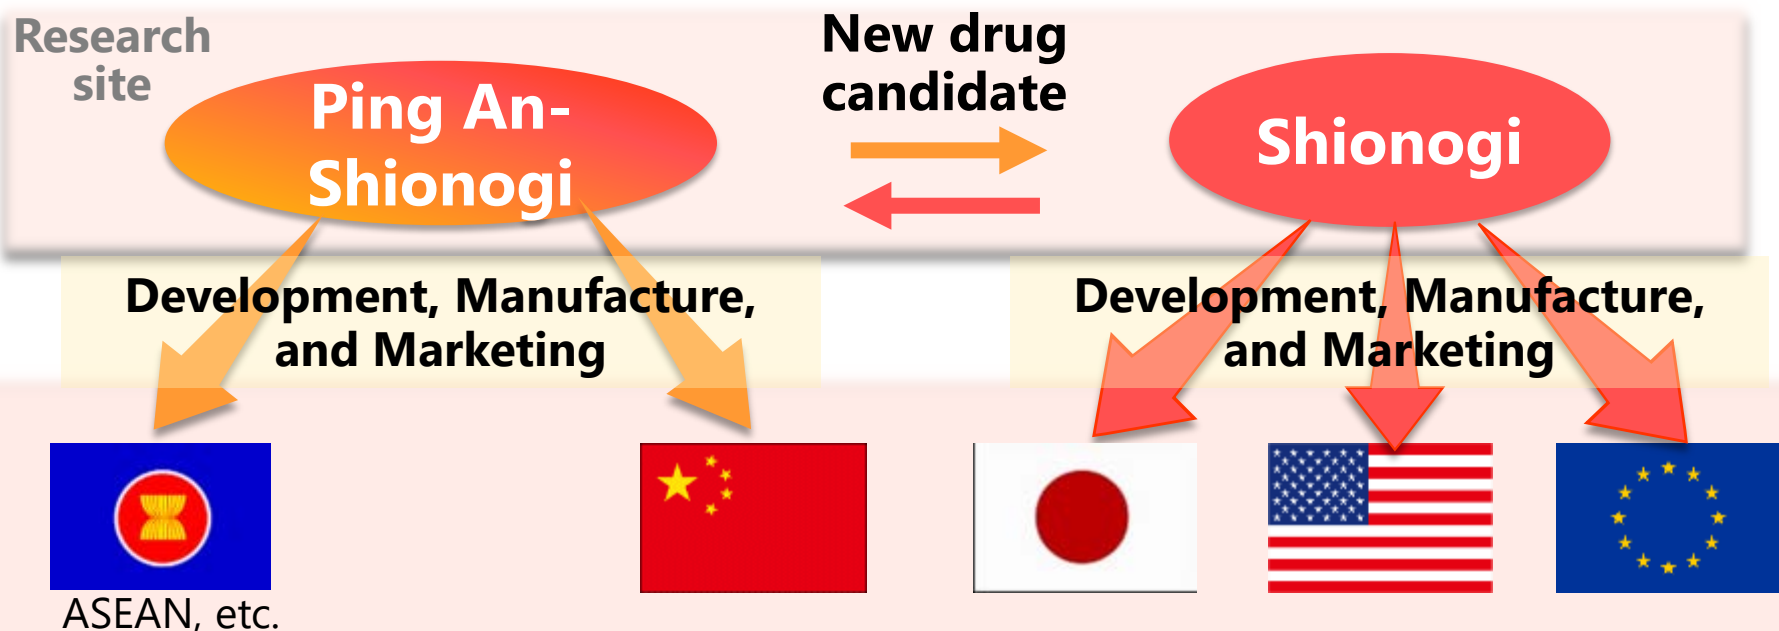 Research
site
Ping An-
Shionogi
New drug
candidate
Shionogi
Development, Manufacture,
and Marketing
Development, Manufacture,
and Marketing
ASEAN, etc.